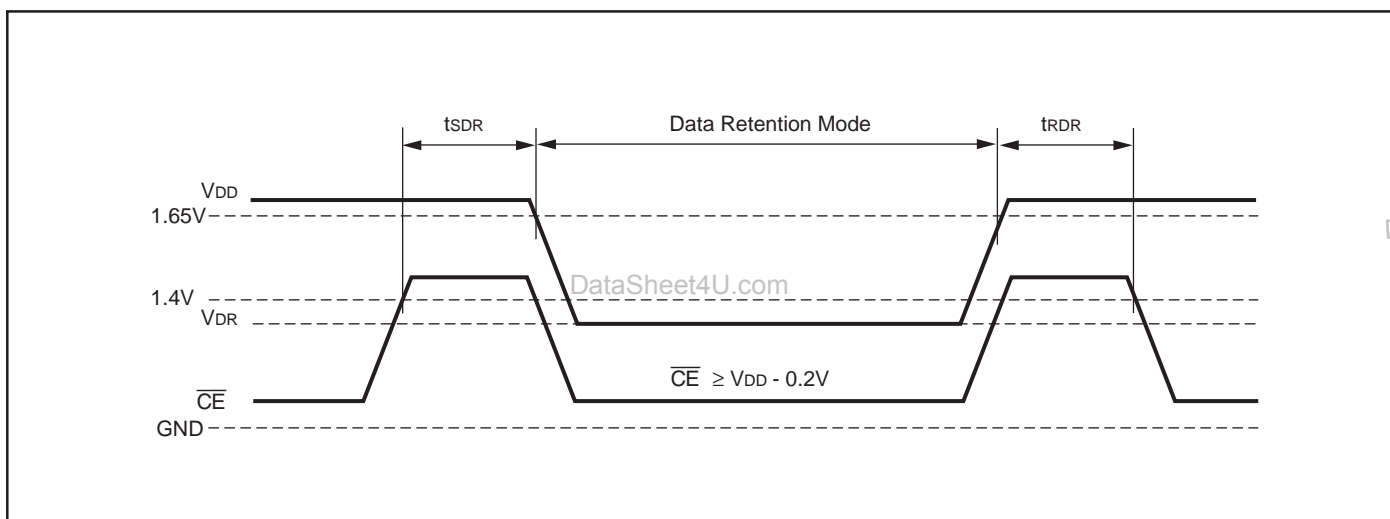 tSDR Data Retention Mode tRDR
VDD
1.65V
DataSheet4U.com
1.4V
VDR
CE ≥ VDD - 0.2V
CE
GND